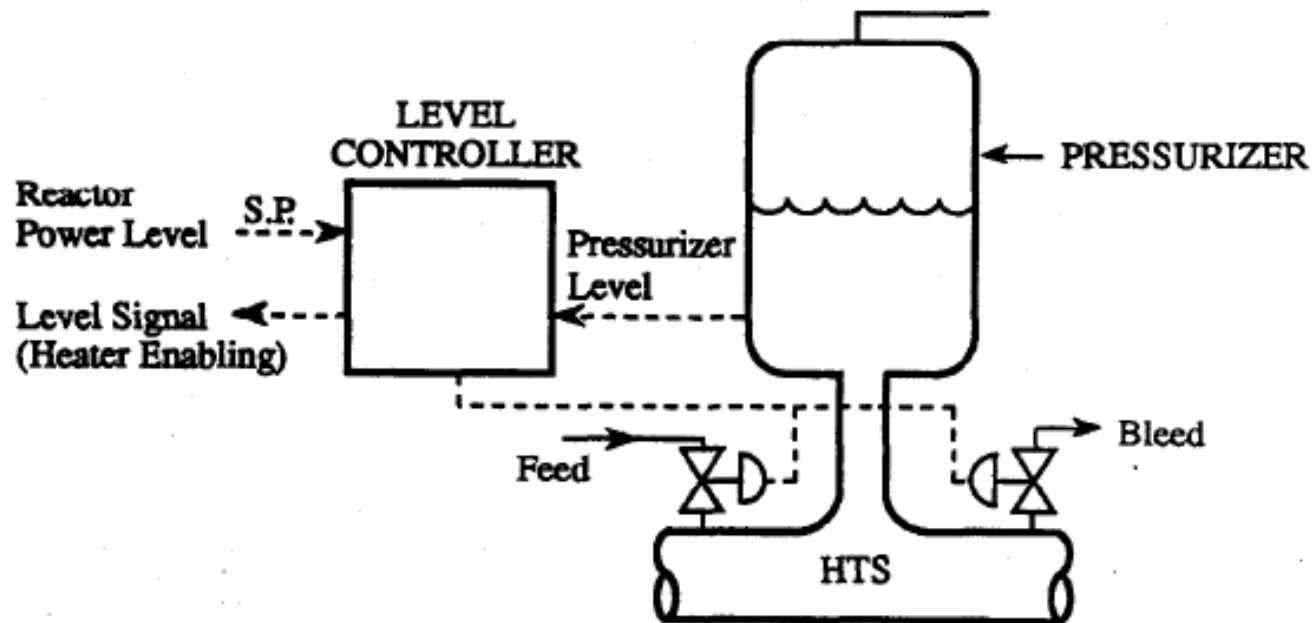 LEVEL
CONTROLLER
PRESSURIZER
Reactor
Power Level
S.P.
Pressurizer
Level
Level Signal
(Heater Enabling)
Feed
Bleed
HTS